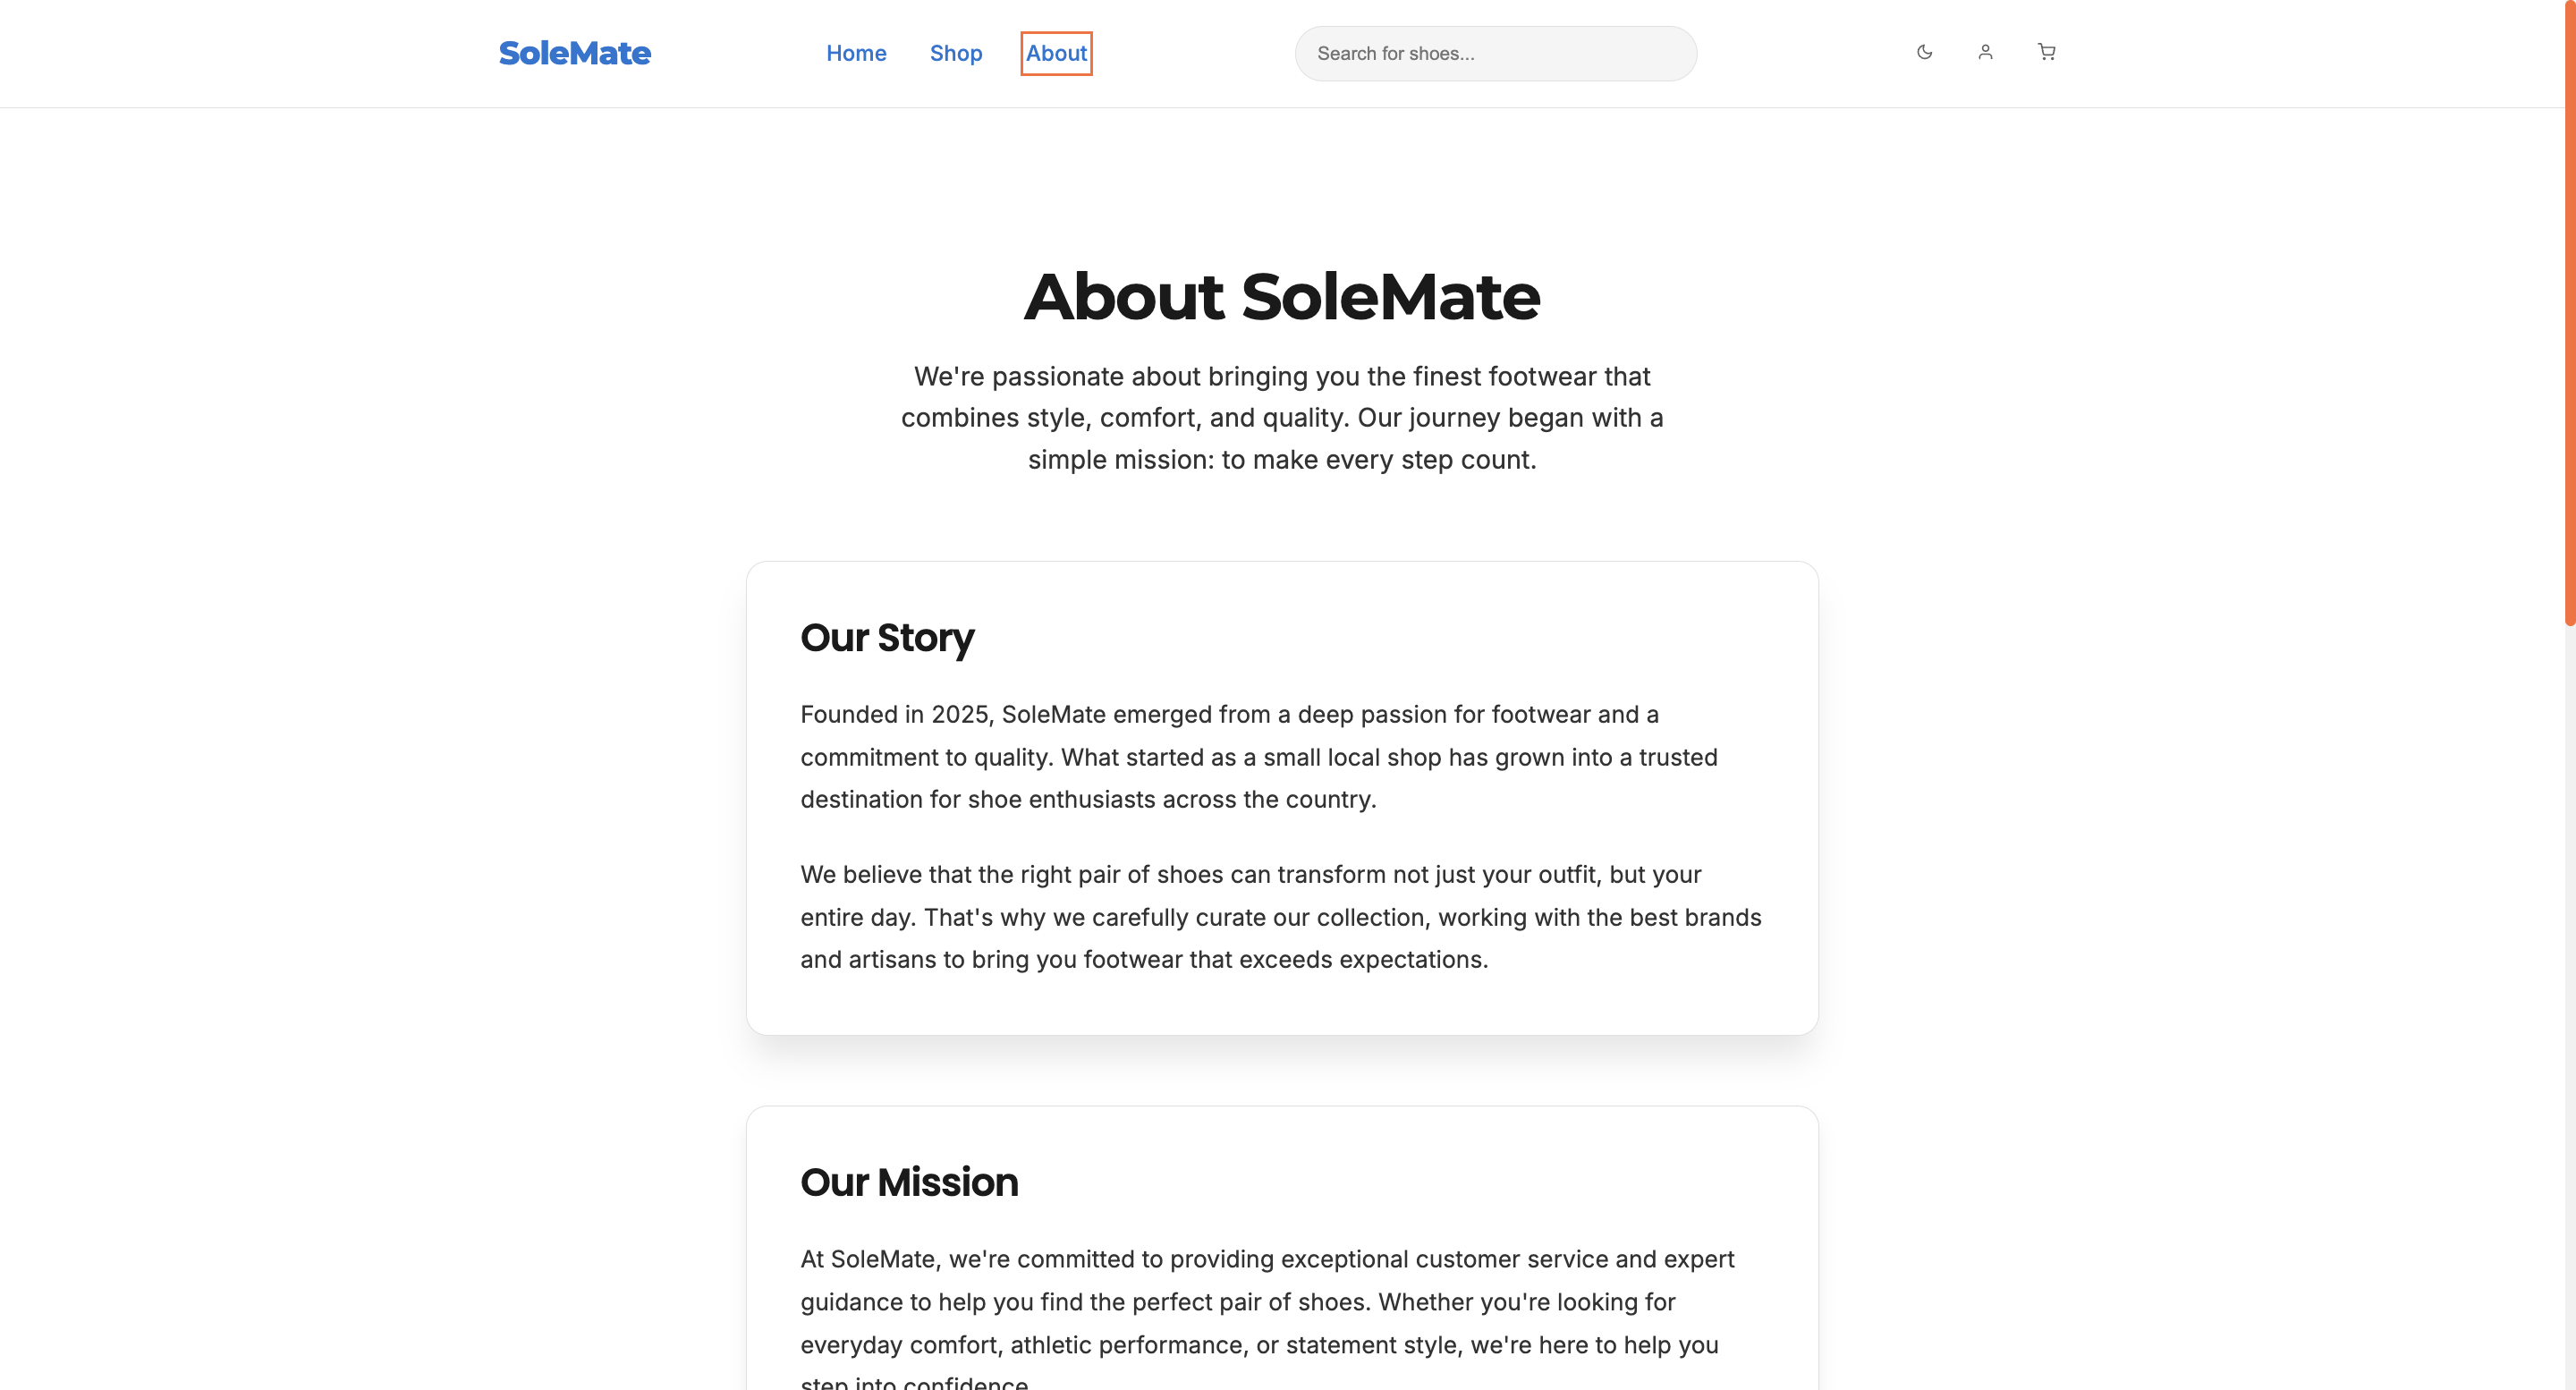 SoleMate
Home
Shop
About
Search for shoes...
About SoleMate
We're passionate about bringing you the finest footwear that
combines style, comfort, and quality. Our journey began with a
simple mission: to make every step count.
Our Story
Founded in 2025, SoleMate emerged from a deep passion for footwear and a
commitment to quality. What started as a small local shop has grown into a trusted
destination for shoe enthusiasts across the country.
We believe that the right pair of shoes can transform not just your outfit, but your
entire day. That's why we carefully curate our collection, working with the best brands
and artisans to bring you footwear that exceeds expectations.
Our Mission
At SoleMate, we're committed to providing exceptional customer service and expert
guidance to help you find the perfect pair of shoes. Whether you're looking for
everyday comfort, athletic performance, or statement style, we're here to help you
step into confidence.